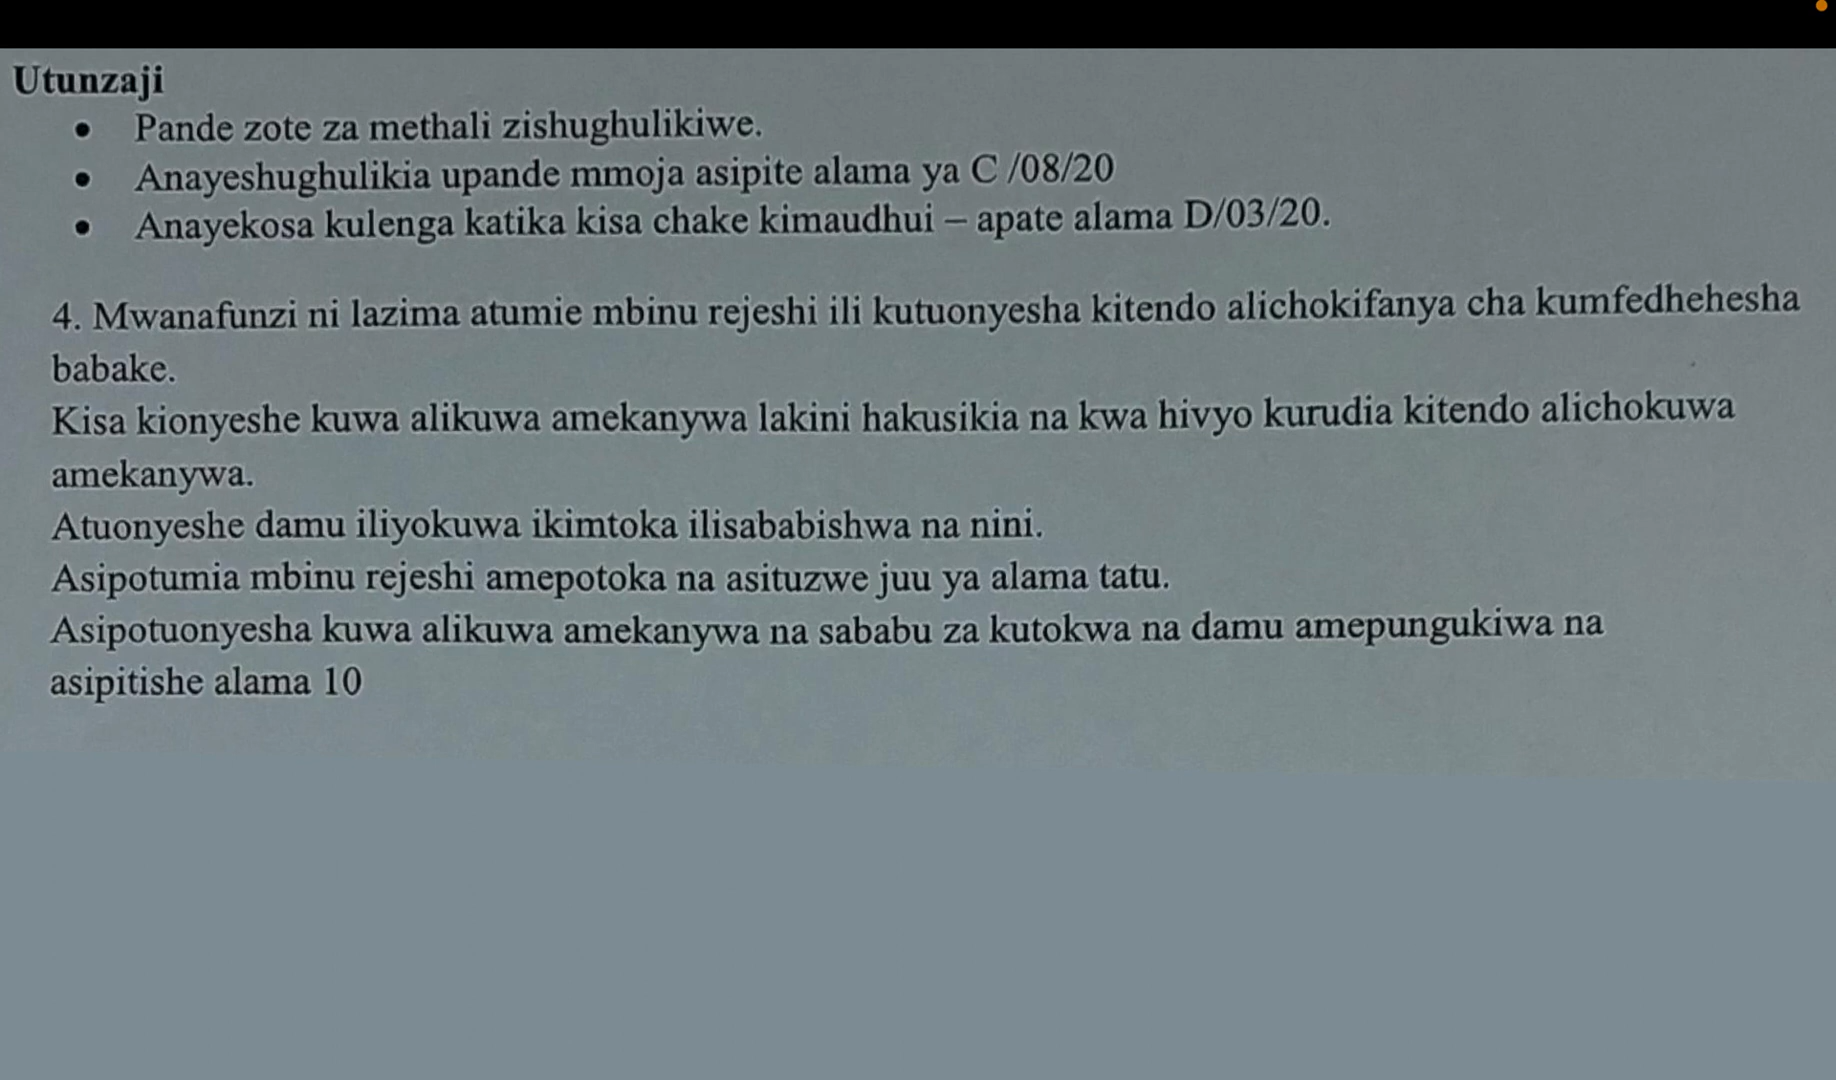 Utunzaji
• Pande zote za methali zishughulikiwe.
• Anayeshughulikia upande mmoja asipite alama ya C /08/20
• Anayekosa kulenga katika kisa chake kimaudhui – apate alama D/03/20.
4. Mwanafunzi ni lazima atumie mbinu rejeshi ili kutuonyesha kitendo alichokifanya cha kumfedhehesha
babake.
Kisa kionyeshe kuwa alikuwa amekanywa lakini hakusikia na kwa hivyo kurudia kitendo alichokuwa
amekanywa.
Atuonyeshe damu iliyokuwa ikimtoka ilisababishwa na nini.
Asipotumia mbinu rejeshi amepotoka na asituzwe juu ya alama tatu.
Asipotuonyesha kuwa alikuwa amekanywa na sababu za kutokwa na damu amepungukiwa na
asipitishe alama 10